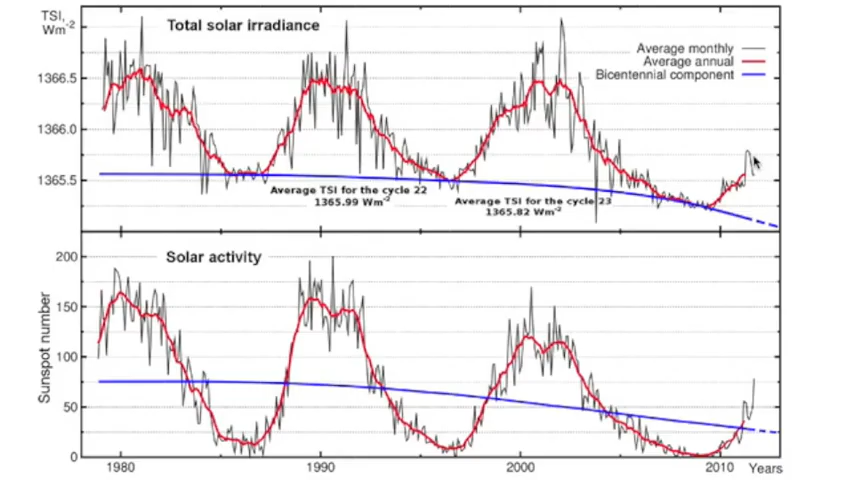 TSI,
Wm-2
Total solar irradiance
Average monthly
Average annual
Bicentennial component
1366.5
1366.0
1365.5
Average TSI for the cycle 22
1365.99 Wm-2
Average TSI for the cycle 23
1365.82 Wm-2
Solar activity
Sunspot number
200
150
100
50
0
1980
1990
2000
2010
Years